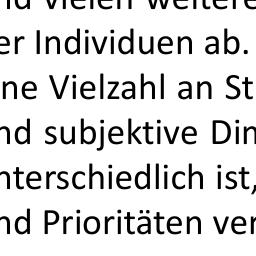 nd vielen weitere
er Individuen ab.
ne Vielzahl an St
nd subjektive Din
nterschiedlich ist,
nd Prioritäten ver